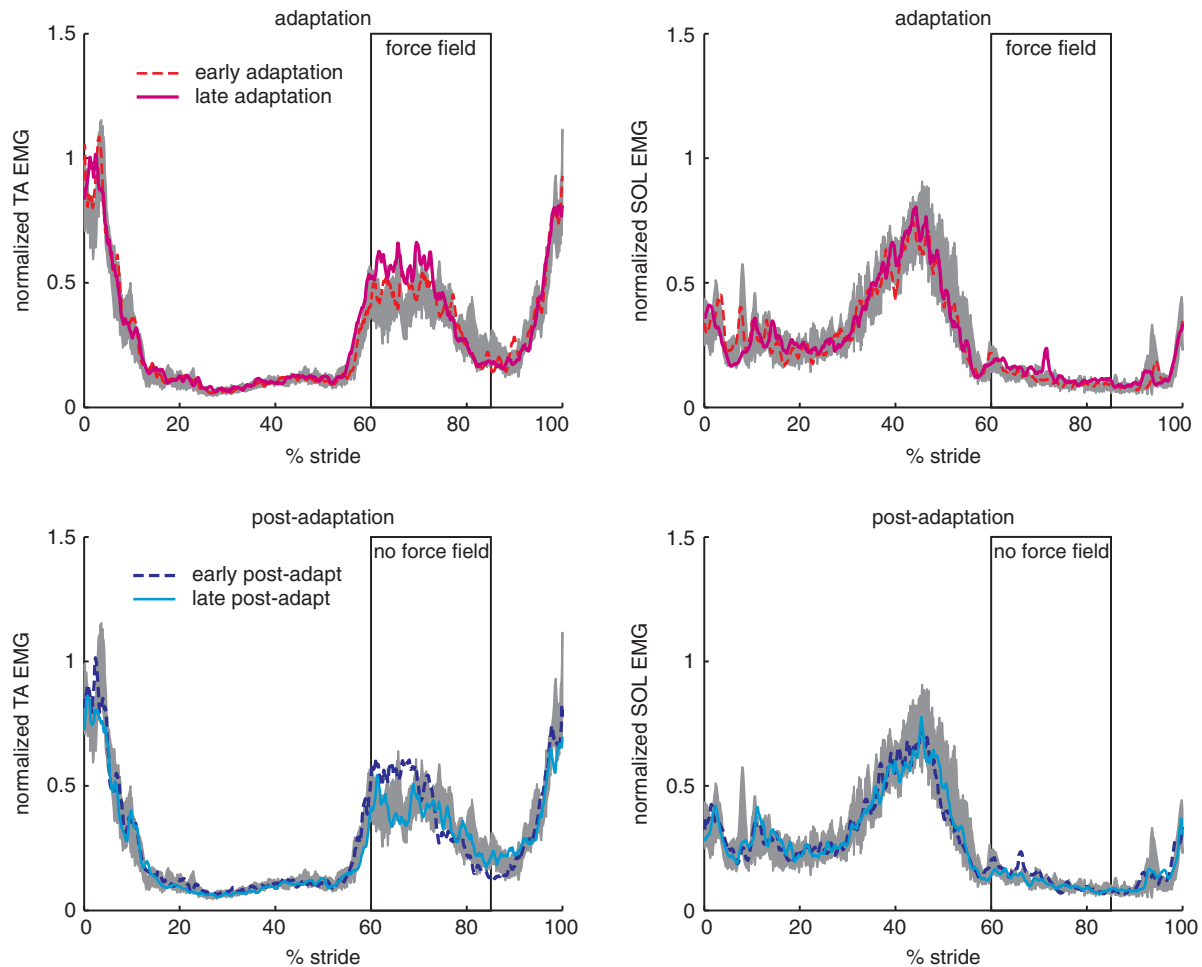 adaptation
1.5
force field
early adaptation
late adaptation
1
0.5
0
normalized TA EMG
0 20 40 60 80 100
% stride
adaptation
1.5
force field
1
0.5
0
normalized SOL EMG
0 20 40 60 80 100
% stride
post-adaptation
1.5
no force field
early post-adapt
late post-adapt
1
0.5
0
normalized TA EMG
0 20 40 60 80 100
% stride
post-adaptation
1.5
no force field
1
0.5
0
normalized SOL EMG
0 20 40 60 80 100
% stride